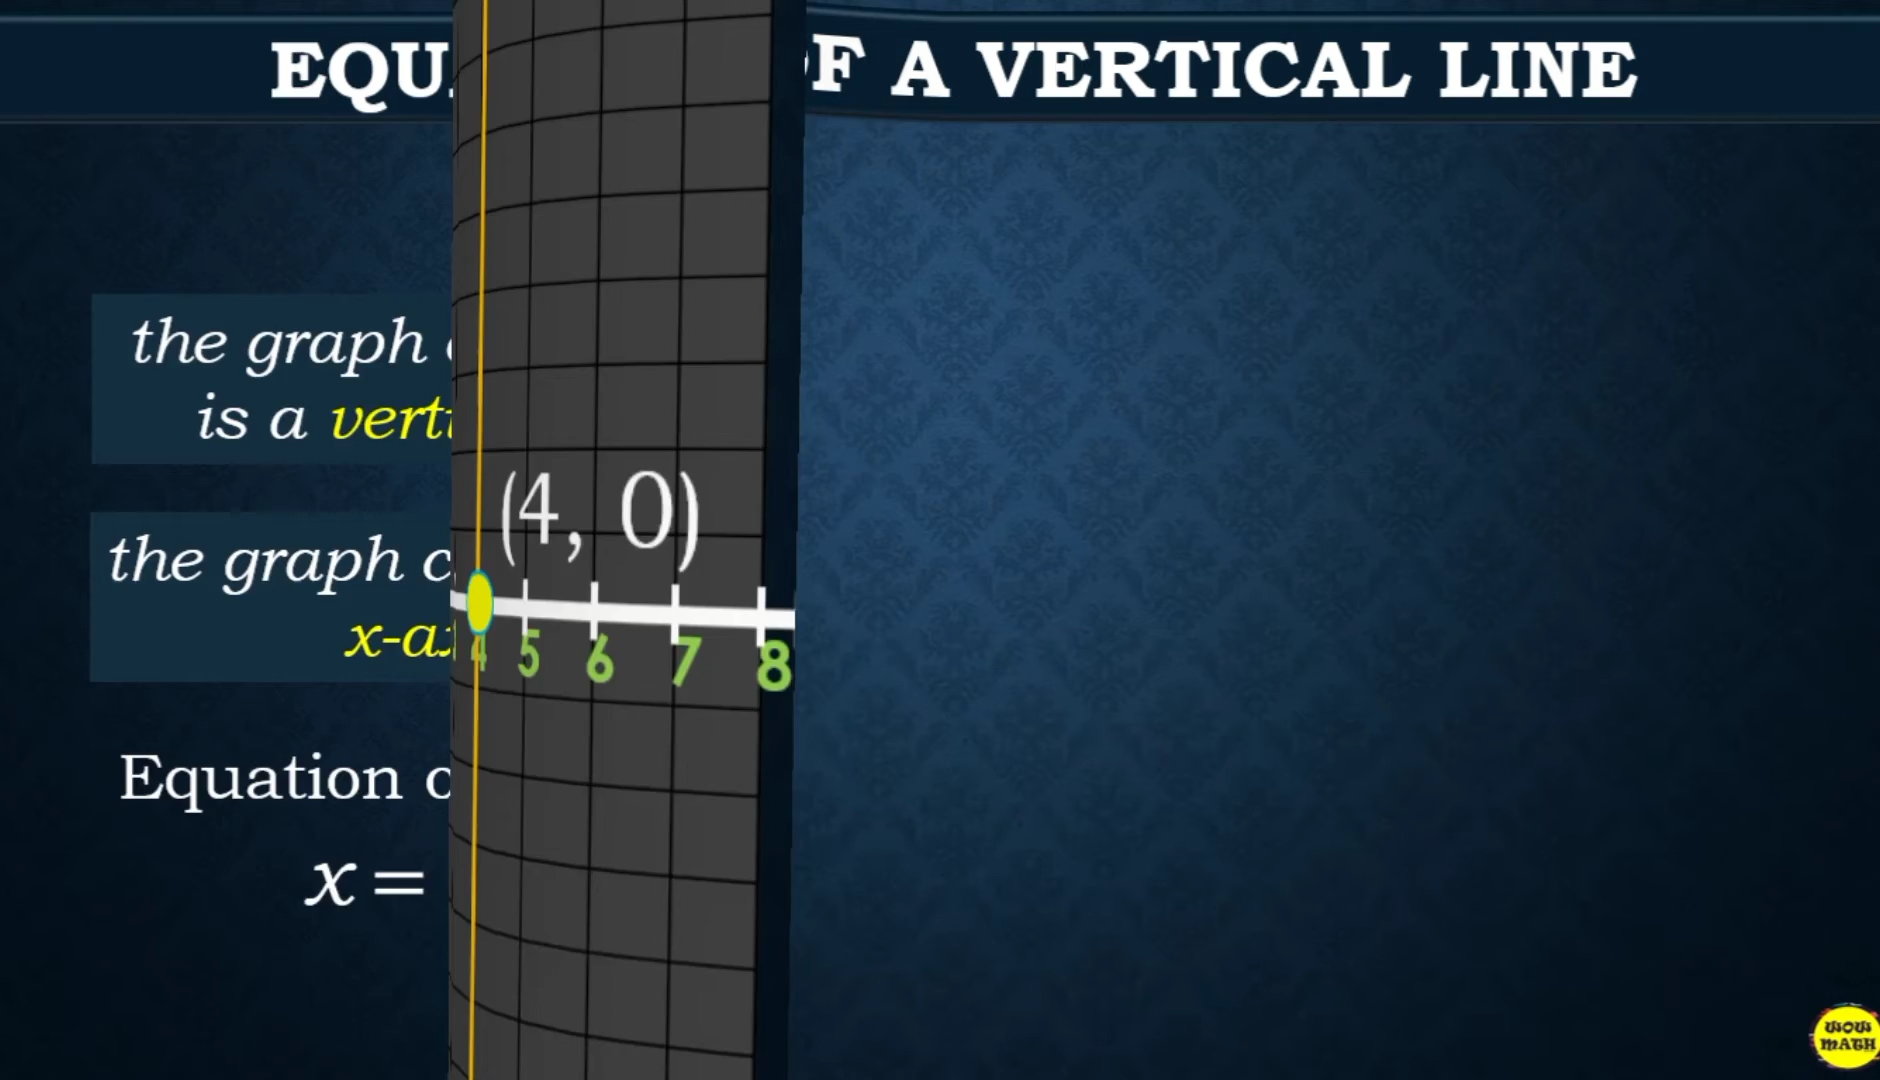 EQU F A VERTICAL LINE
the graph
is a vert
(4, 0)
the graph c
x-a
4 5 6 7 8
Equation o
x =
WOW
MATH